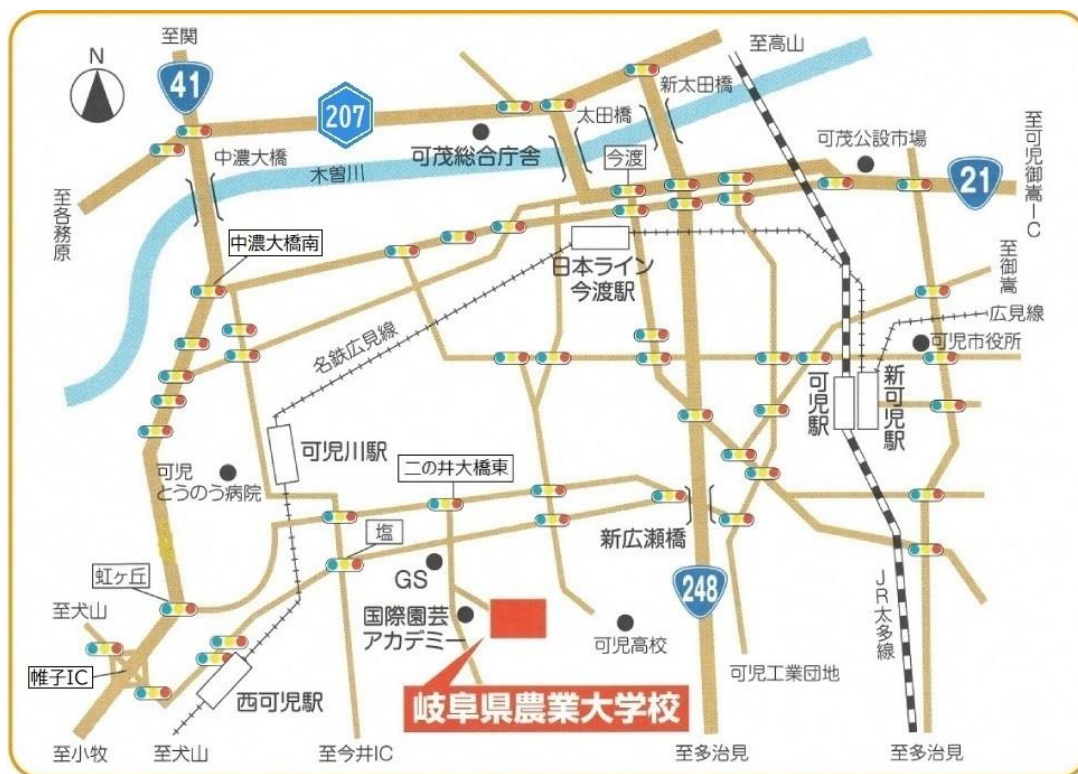 至関
N
41
207
新太田橋
至高山
太田橋
中濃大橋
可茂総合庁舎
今渡
可茂公設市場
至可児御嵩IC
21
木曽川
至各務原
中濃大橋南
日本ライン
今渡駅
至御嵩
広見線
名鉄広見線
可児市役所
可児駅
新可児駅
可児川駅
可児
とうのう病院
二の井大橋東
塩
新広瀬橋
GS
248
虹ヶ丘
至犬山
国際園芸
アカデミー
可児高校
JR太多線
帷子IC
西可児駅
岐阜県農業大学校
可児工業団地
至小牧
至犬山
至今井IC
至多治見
至多治見